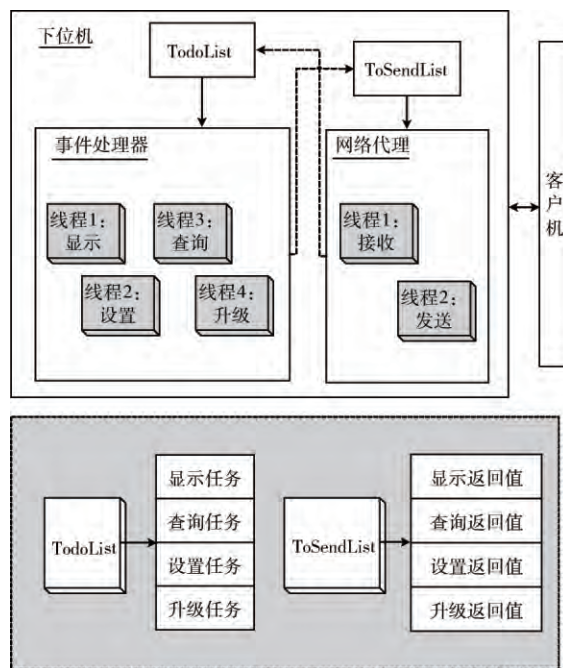 下位机
TodoList
ToSendList
事件处理器
网络代理
线程1:
显示
线程3:
查询
线程2:
设置
线程4:
升级
线程1:
接收
线程2:
发送
客
户
机
TodoList
显示任务
查询任务
设置任务
升级任务
ToSendList
显示返回值
查询返回值
设置返回值
升级返回值